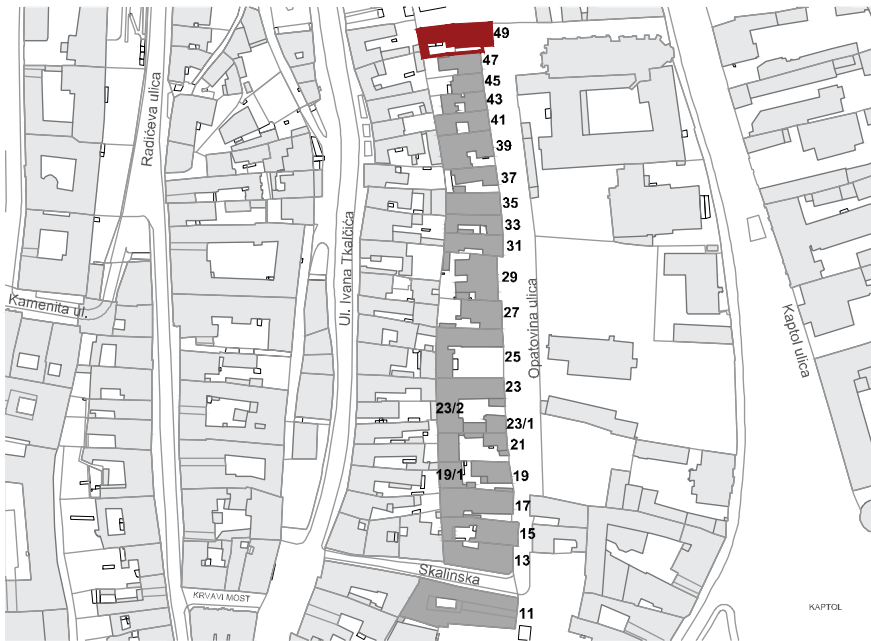 49
47
45
43
41
39
37
35
33
31
29
27
25
23
23/2
23/1
21
19/1
19
17
15
13
11
Radićeva ulica
Kamenita ul.
Ul. Ivana Tkalčića
Opatovina ulica
Kaptol ulica
Skalinska
KRVAVI MOST
KAPTOL